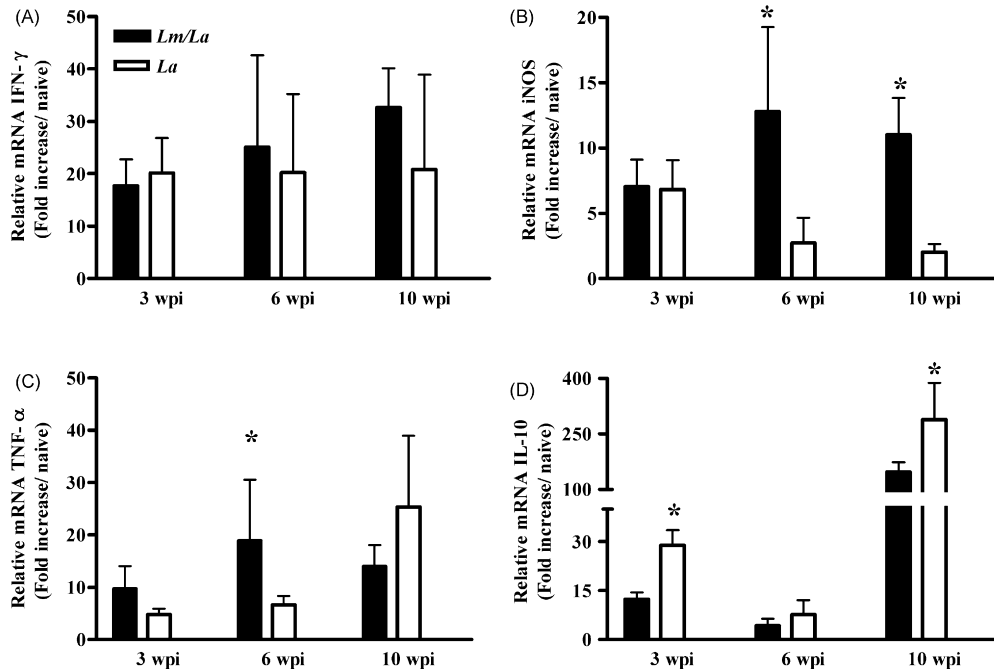 (A)
Relative mRNA IFN- γ
(Fold increase/ naive)
50
40
30
20
10
0
Lm/La
La
3 wpi
6 wpi
10 wpi
(B)
Relative mRNA iNOS
(Fold increase/ naive)
20
15
10
5
0
*
*
3 wpi
6 wpi
10 wpi
(C)
Relative mRNA TNF- α
(Fold increase/ naive)
50
40
30
20
10
0
*
3 wpi
6 wpi
10 wpi
(D)
Relative mRNA IL-10
(Fold increase/ naive)
400
250
100
30
15
0
*
*
3 wpi
6 wpi
10 wpi